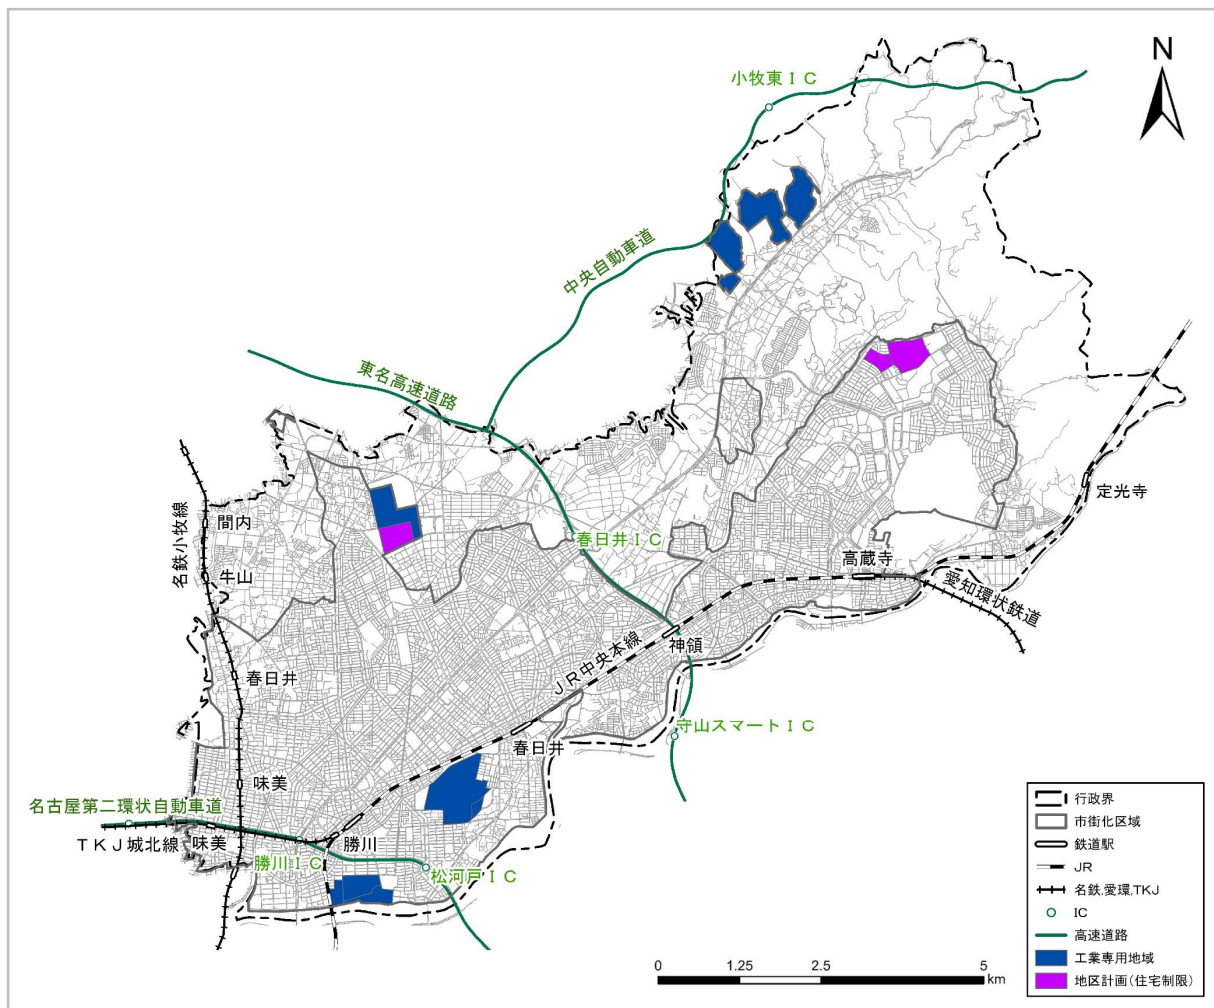 N
小牧東ＩＣ
中央自動車道
東名高速道路
名鉄小牧線
間内
牛山
春日井ＩＣ
定光寺
高蔵寺
愛知環状鉄道
ＪＲ中央本線
神領
春日井
守山スマートＩＣ
春日井
味美
名古屋第二環状自動車道
ＴＫＪ城北線
味美
勝川ＩＣ
勝川
松河戸ＩＣ
行政界
市街化区域
鉄道駅
JR
名鉄,愛環,TKJ
IC
高速道路
工業専用地域
地区計画(住宅制限)
0 1.25 2.5 5
km